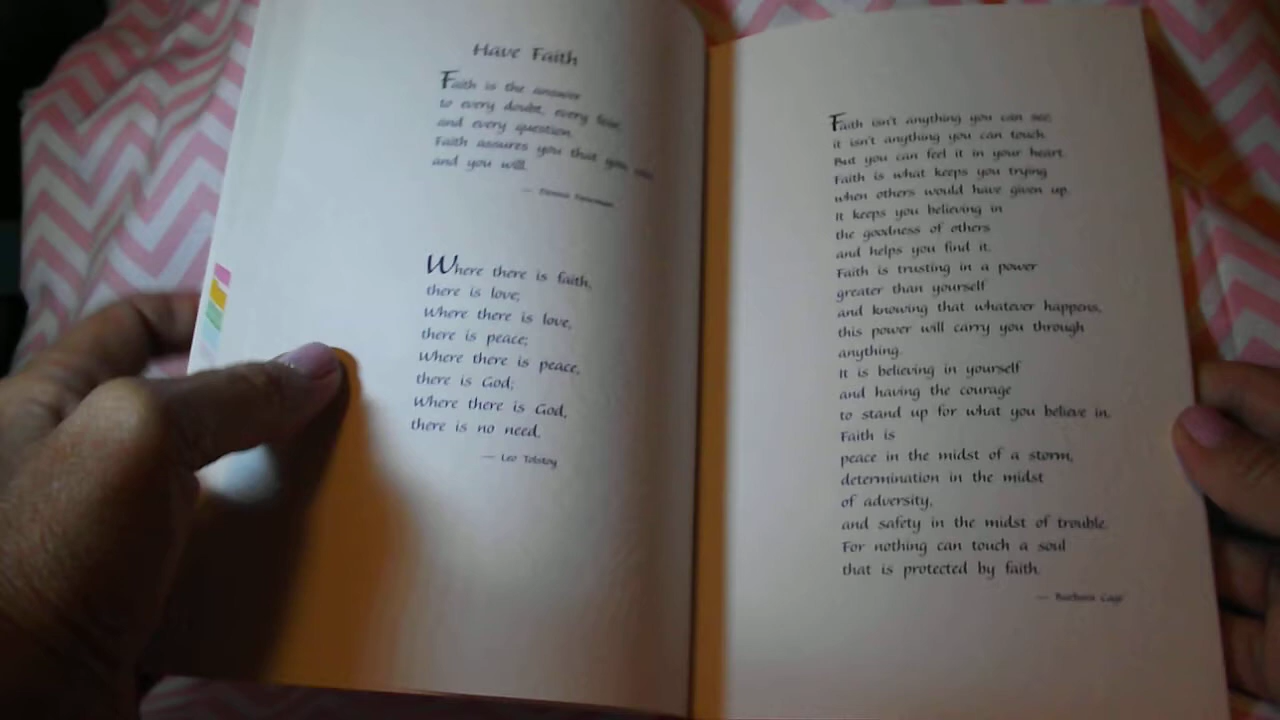 Have Faith
Faith is the answer
to every doubt, every fear,
and every question.
Faith assures you that you can,
and you will.
—
Where there is faith,
there is love;
Where there is love,
there is peace;
Where there is peace,
there is God;
Where there is God,
there is no need.
— Leo Tolstoy
Faith isn't anything you can see;
it isn't anything you can touch.
But you can feel it in your heart.
Faith is what keeps you trying
when others would have given up.
It keeps you believing in
the goodness of others
and helps you find it.
Faith is trusting in a power
greater than yourself
and knowing that whatever happens,
this power will carry you through
anything.
It is believing in yourself
and having the courage
to stand up for what you believe in.
Faith is
peace in the midst of a storm,
determination in the midst
of adversity,
and safety in the midst of trouble.
For nothing can touch a soul
that is protected by faith.
— Barbara Cage